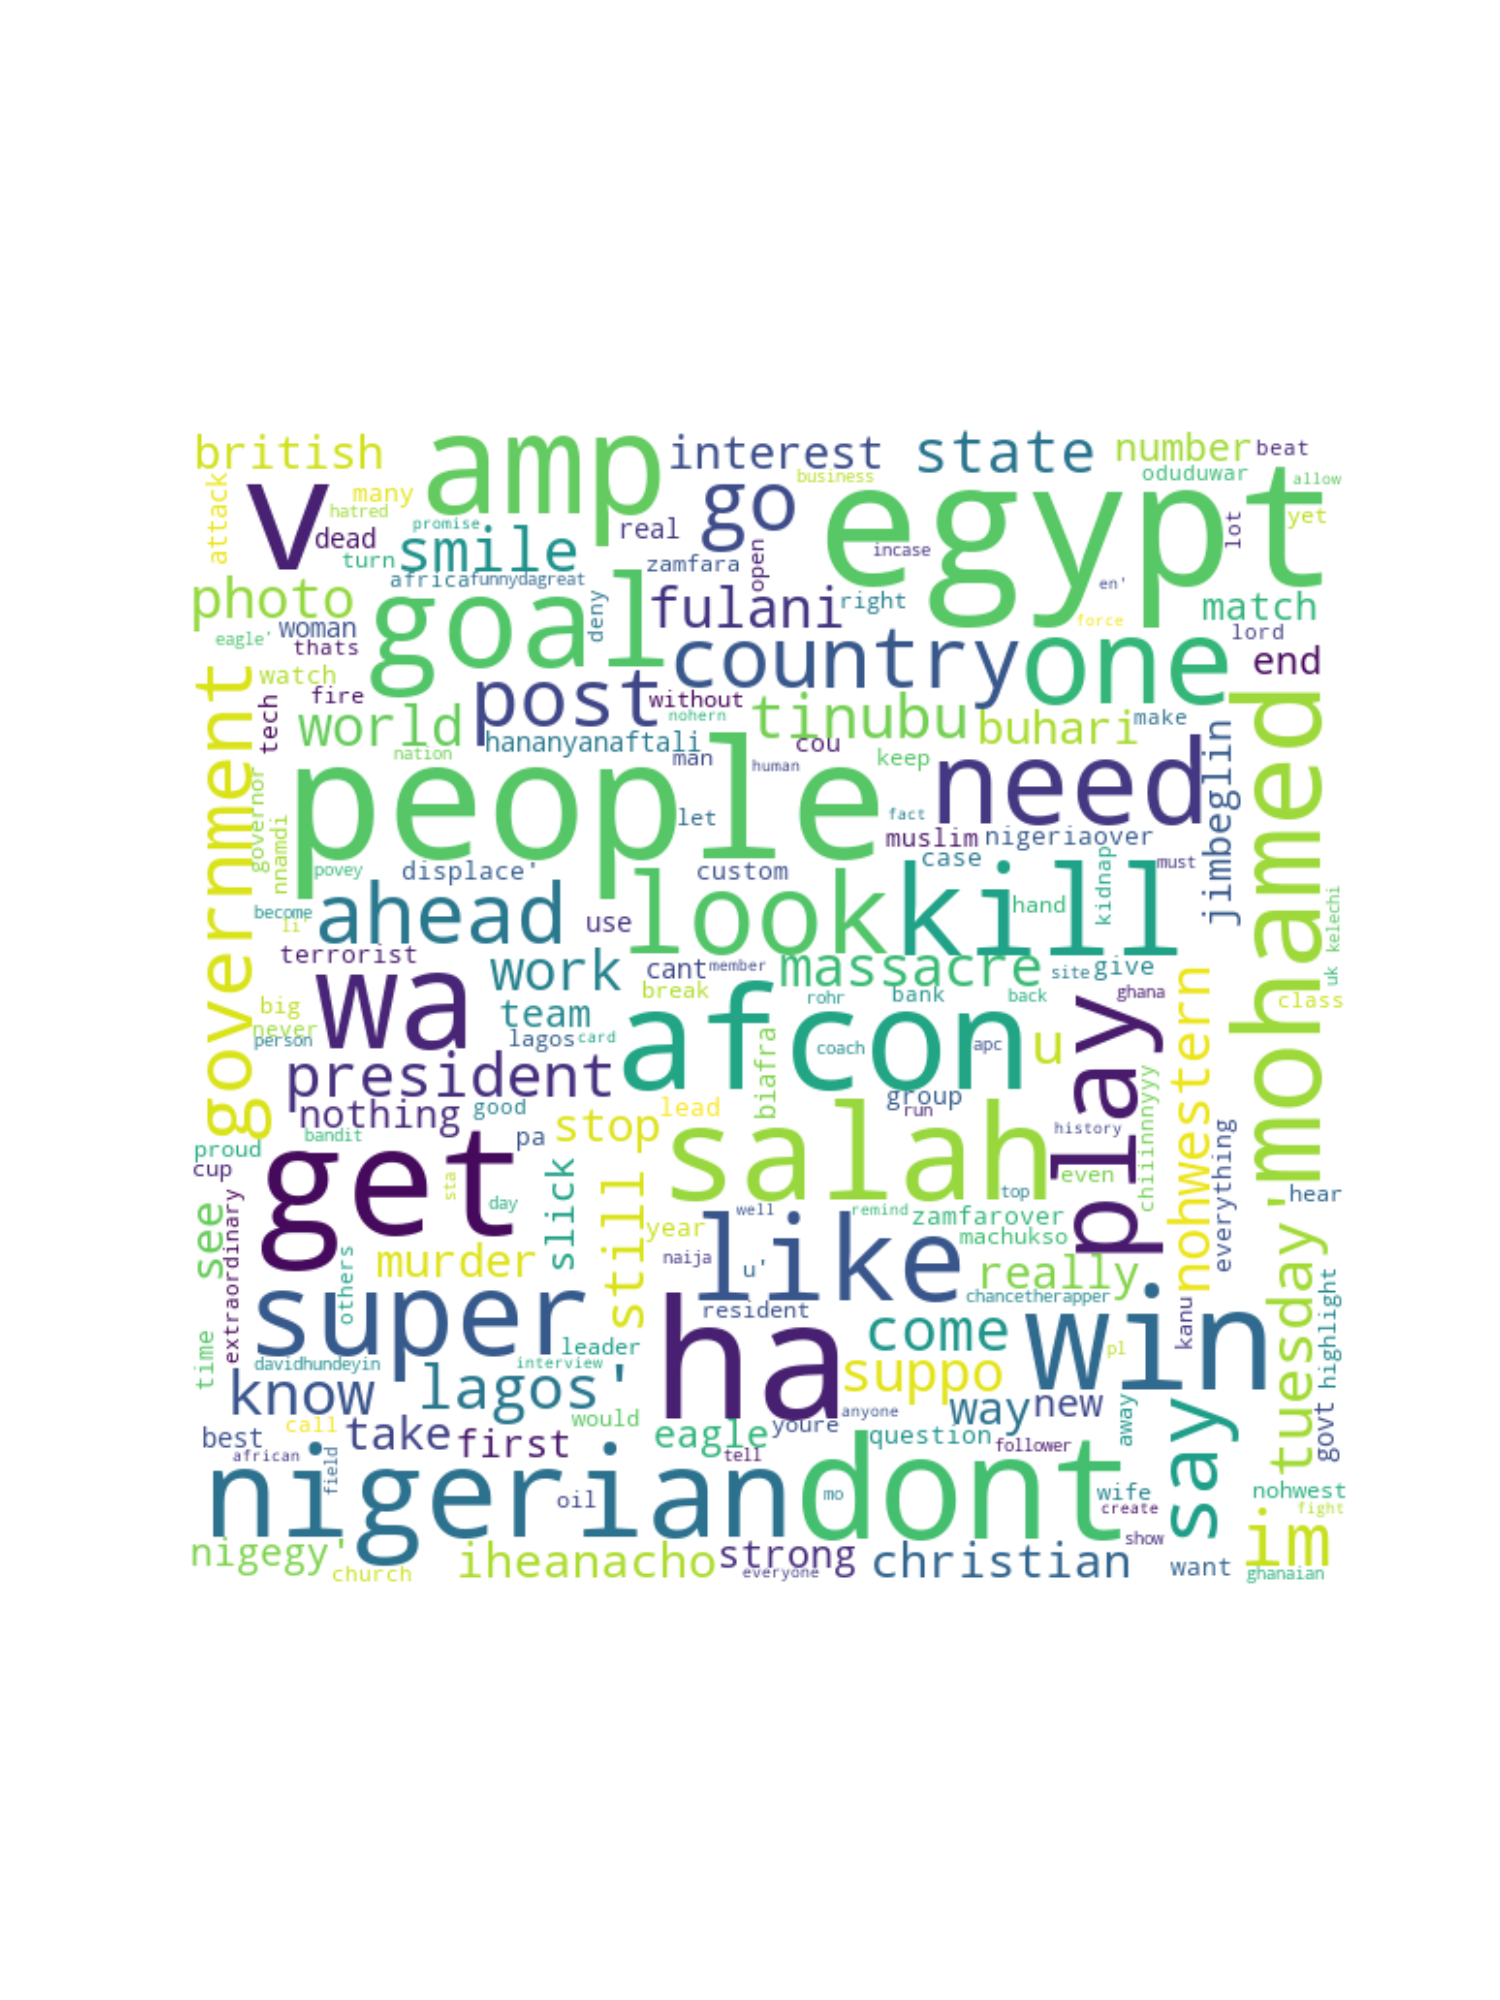 british
amp
interest
state
number
beat
attack
v
many
hatred
dead
promise
business
go
egypt
oduduwar
allow
yet
lot
turn
smile
real
africa
funnydagreat
zamfara
open
incase
en'
photo
goal
deny
fulani
right
force
match
eagle'
woman
thats
country
one
lord
end
watch
government
tech
fire
world
post
without
nohern
tinubu
buhari
make
jimbeglin
mohamed
nation
hananyanaftali
man
cou
human
keep
need
governor
nnamdi
people
let
fact
muslim
nigeriaover
povey
displace'
custom
case
kidnap
must
become
li'
ahead
use
look
kill
hand
kelechi
uk
terrorist
wa
work
cant
member
break
massacre
site
give
nohwestern
big
never
person
team
lagos
card
afcon
rohr
bank
back
ghana
class
coach
apc
u
play
president
biafra
group
run
nothing
good
stop
lead
chiiinnnyyy
proud
bandit
pa
salah
history
everything
cup
get
sta
day
slick
still
even
top
tuesday'
hear
see
extraordinary
others
murder
year
well
remind
zamfarover
machukso
naija
u'
like
really
super
resident
ha
chancetherapper
come
win
kanu
highlight
time
davidhundeyin
leader
interview
pl
know
lagos'
suppo
way
new
away
say
govt
best
call
take
first
would
eagle
youre
anyone
question
follower
african
field
tell
nigerian
oil
dont
mo
wife
create
show
nohwest
fight
im
nigegy'
church
iheanacho
strong
everyone
christian
want
ghanaian